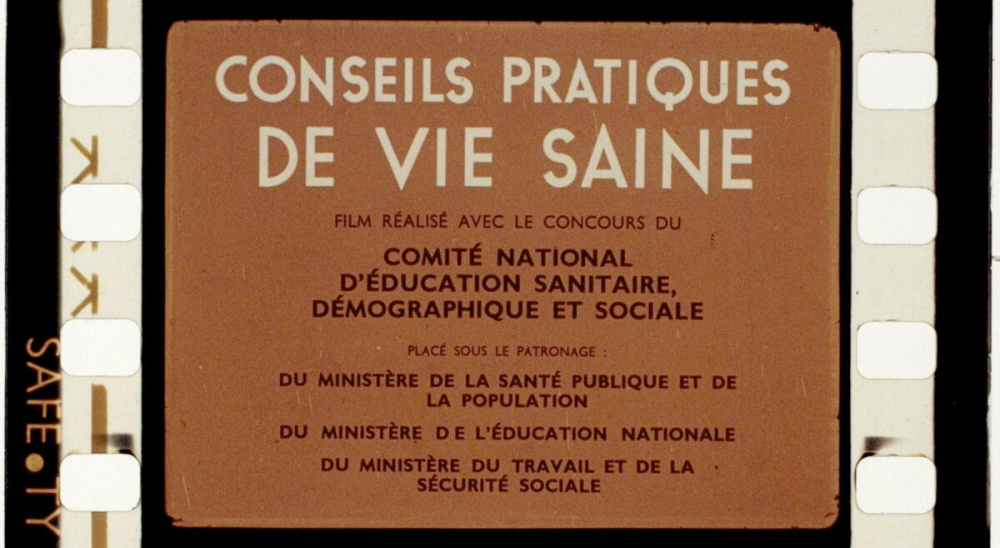 CONSEILS PRATIQUES
DE VIE SAINE
FILM RÉALISÉ AVEC LE CONCOURS DU
COMITÉ NATIONAL
D'ÉDUCATION SANITAIRE,
DÉMOGRAPHIQUE ET SOCIALE
PLACÉ SOUS LE PATRONAGE :
DU MINISTÈRE DE LA SANTÉ PUBLIQUE ET DE
LA POPULATION
DU MINISTÈRE DE L'ÉDUCATION NATIONALE
DU MINISTÈRE DU TRAVAIL ET DE LA
SÉCURITÉ SOCIALE
SAFE•TY